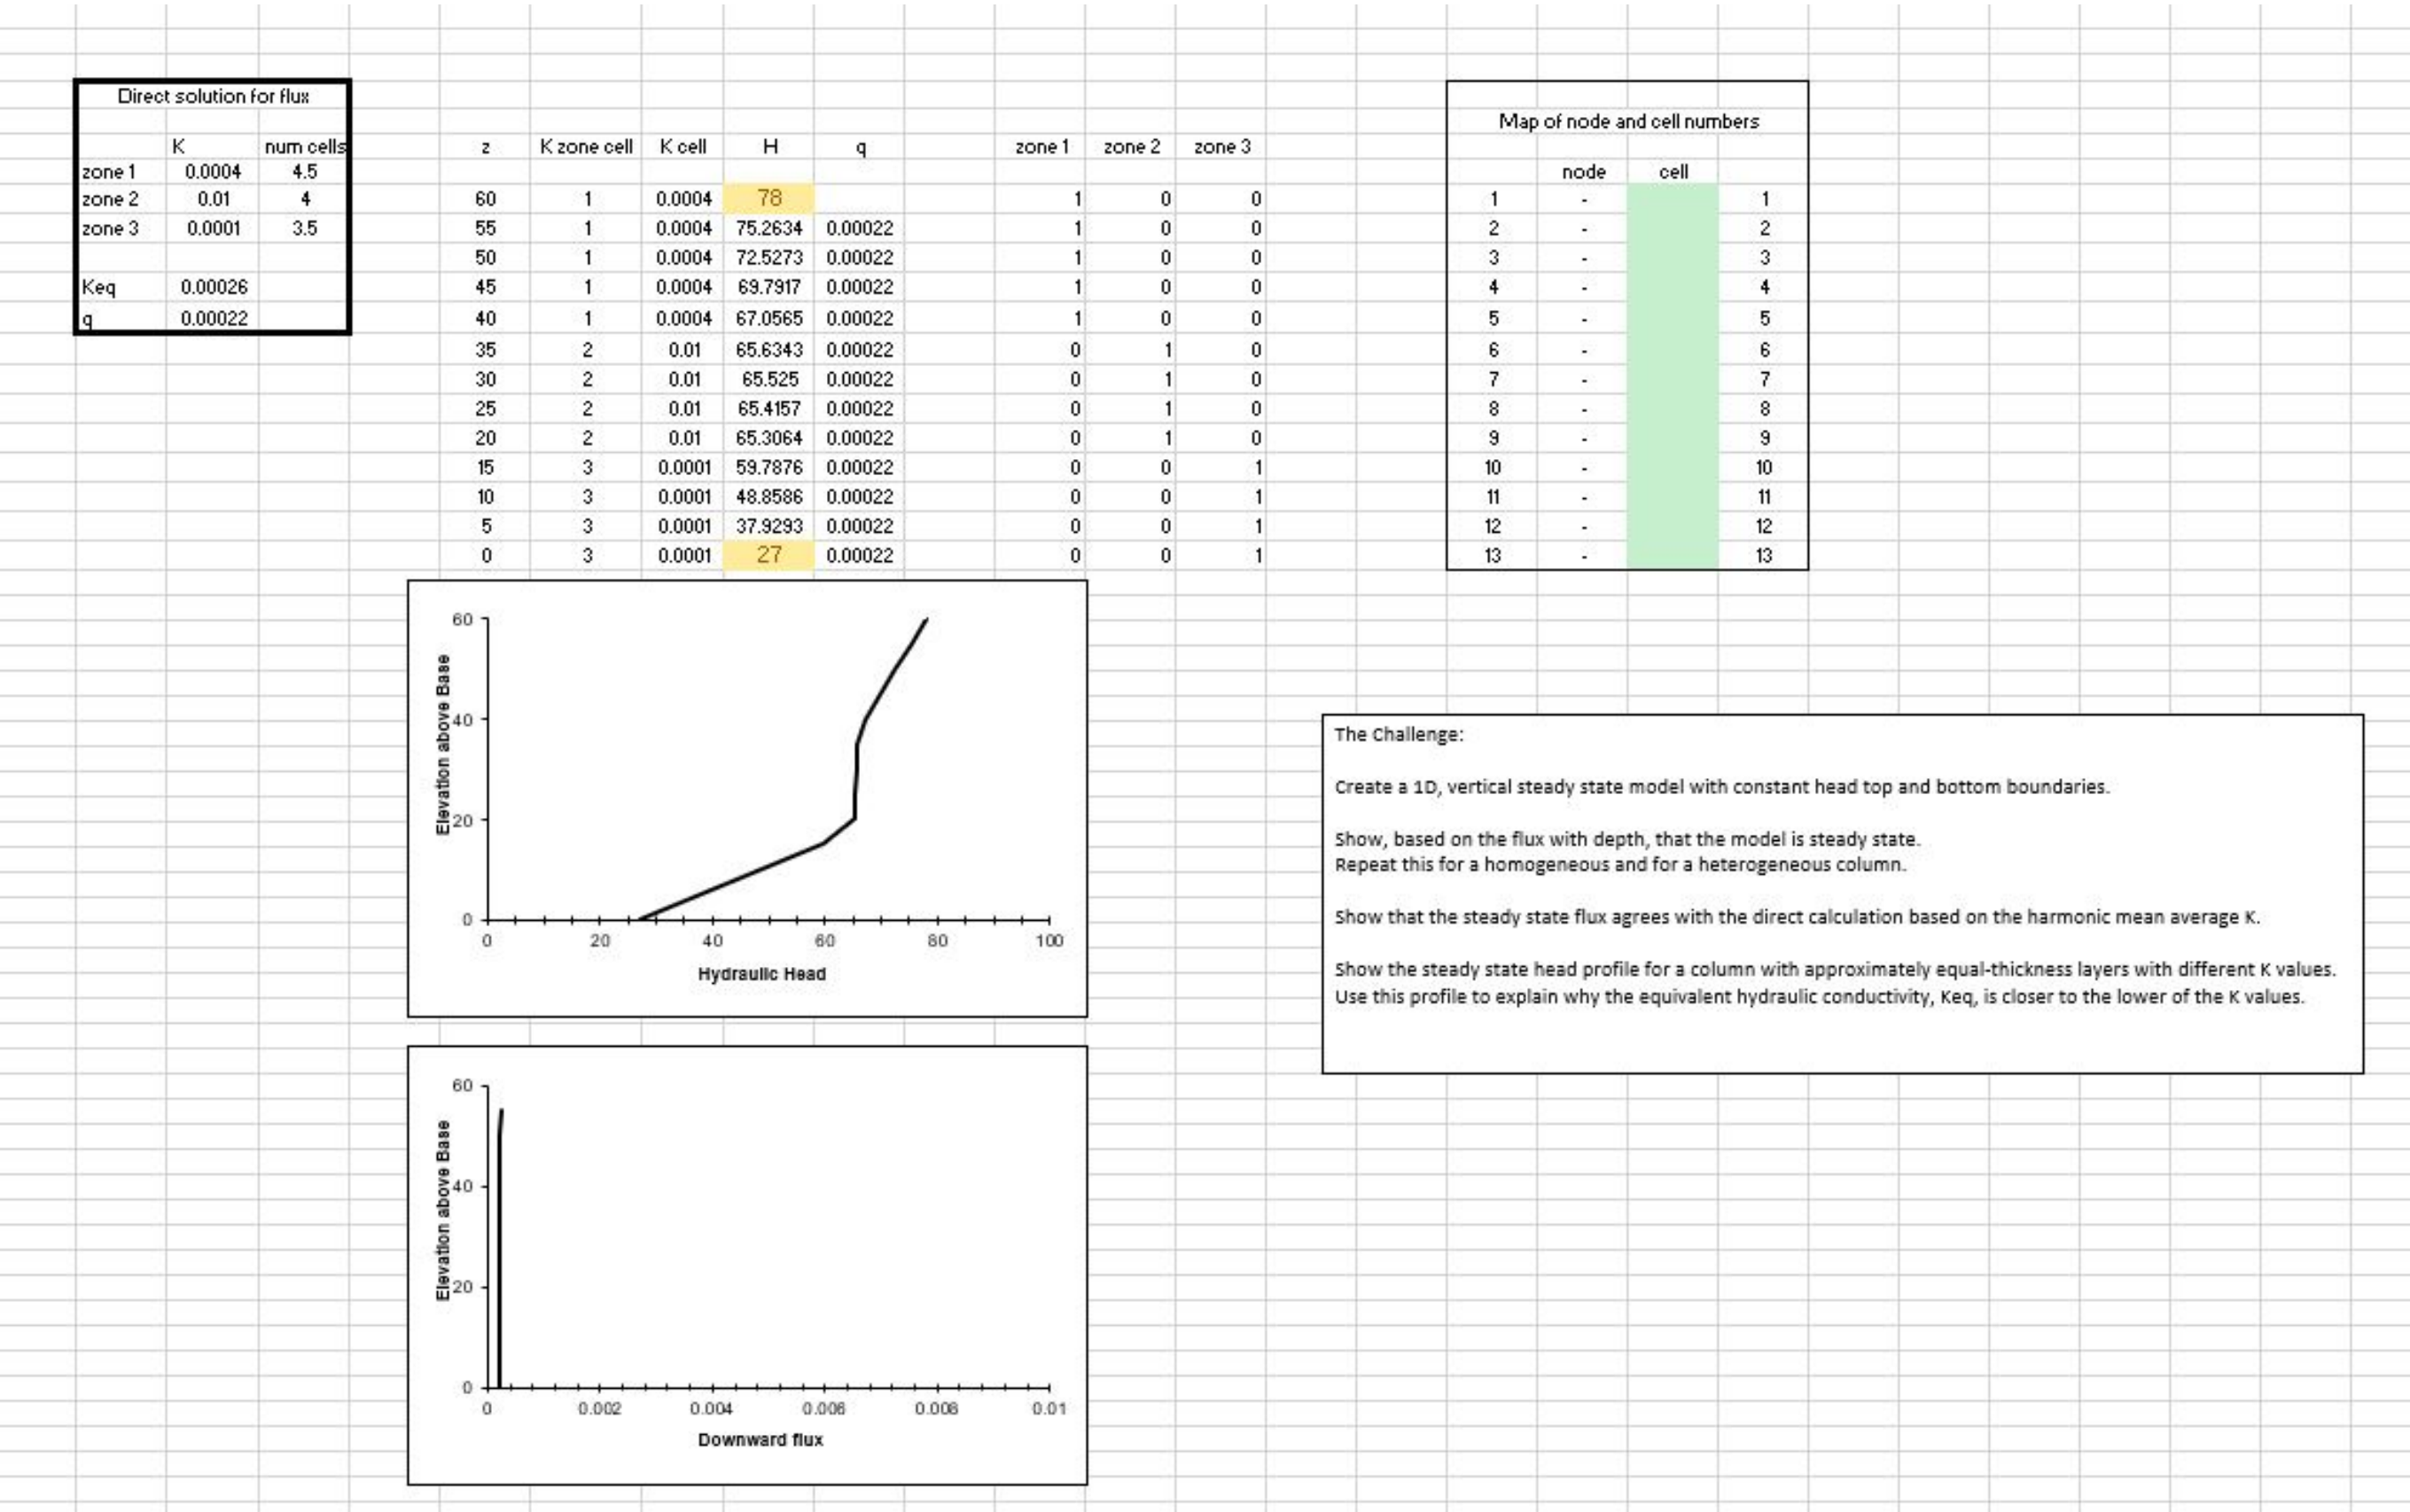 Direct solution for flux
K num cells
zone 1 0.0004 4.5
zone 2 0.01 4
zone 3 0.0001 3.5
Keq 0.00026
q 0.00022
z K zone cell K cell H q zone 1 zone 2 zone 3
60 1 0.0004 78 1 0 0
55 1 0.0004 75.2634 0.00022 1 0 0
50 1 0.0004 72.5273 0.00022 1 0 0
45 1 0.0004 69.7917 0.00022 1 0 0
40 1 0.0004 67.0565 0.00022 1 0 0
35 2 0.01 65.6343 0.00022 0 1 0
30 2 0.01 65.525 0.00022 0 1 0
25 2 0.01 65.4157 0.00022 0 1 0
20 2 0.01 65.3064 0.00022 0 1 0
15 3 0.0001 59.7876 0.00022 0 0 1
10 3 0.0001 48.8586 0.00022 0 0 1
5 3 0.0001 37.9293 0.00022 0 0 1
0 3 0.0001 27 0.00022 0 0 1
Map of node and cell numbers
node cell
1 - 1
2 - 2
3 - 3
4 - 4
5 - 5
6 - 6
7 - 7
8 - 8
9 - 9
10 - 10
11 - 11
12 - 12
13 - 13
60
40
20
0
Elevation above Base
0 20 40 60 80 100
Hydraulic Head
60
40
20
0
Elevation above Base
0 0.002 0.004 0.006 0.008 0.01
Downward flux
The Challenge:
Create a 1D, vertical steady state model with constant head top and bottom boundaries.
Show, based on the flux with depth, that the model is steady state.
Repeat this for a homogeneous and for a heterogeneous column.
Show that the steady state flux agrees with the direct calculation based on the harmonic mean average K.
Show the steady state head profile for a column with approximately equal-thickness layers with different K values.
Use this profile to explain why the equivalent hydraulic conductivity, Keq, is closer to the lower of the K values.